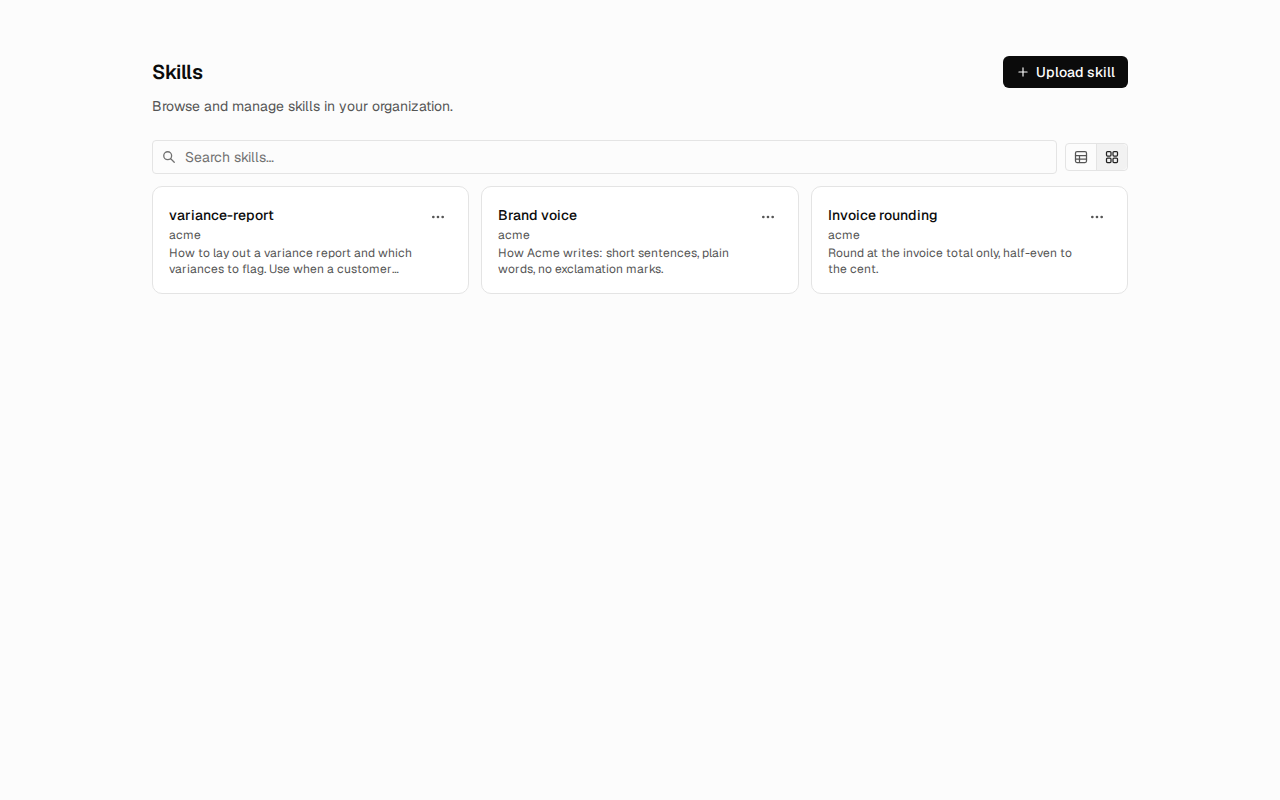 Skills
Upload skill
Browse and manage skills in your organization.
Search skills...
variance-report
acme
How to lay out a variance report and which
variances to flag. Use when a customer...
Brand voice
acme
How Acme writes: short sentences, plain
words, no exclamation marks.
Invoice rounding
acme
Round at the invoice total only, half-even to
the cent.